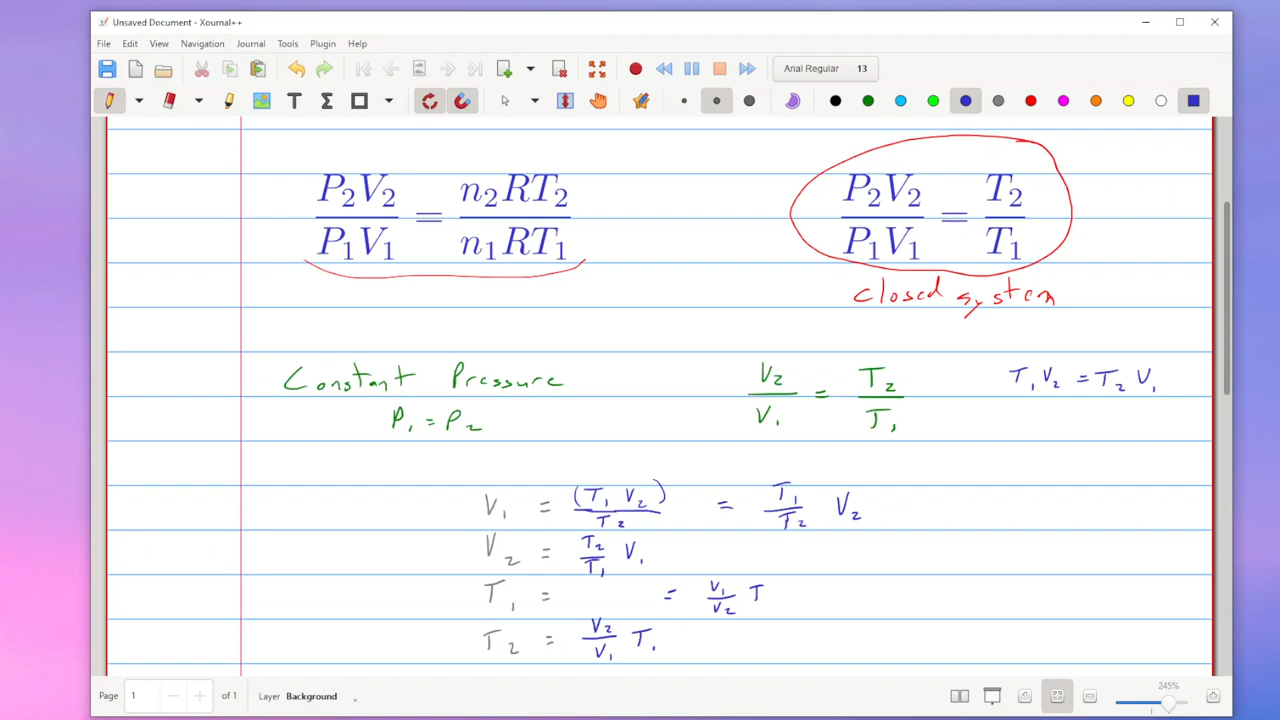 Unsaved Document - Xournal++
File Edit View Navigation Journal Tools Plugin Help
Arial Regular 13
P₂V₂/P₁V₁ = n₂RT₂/n₁RT₁
P₂V₂/P₁V₁ = T₂/T₁
closed system
Constant Pressure
P₁ = P₂
V₂/V₁ = T₂/T₁
T₁V₂ = T₂V₁
V₁ = (T₁ V₂)/T₂ = T₁/T₂ V₂
V₂ = T₂/T₁ V₁
T₁ = = V₁/V₂ T
T₂ = V₂/V₁ T₁
Page 1 of 1 Layer Background 245%